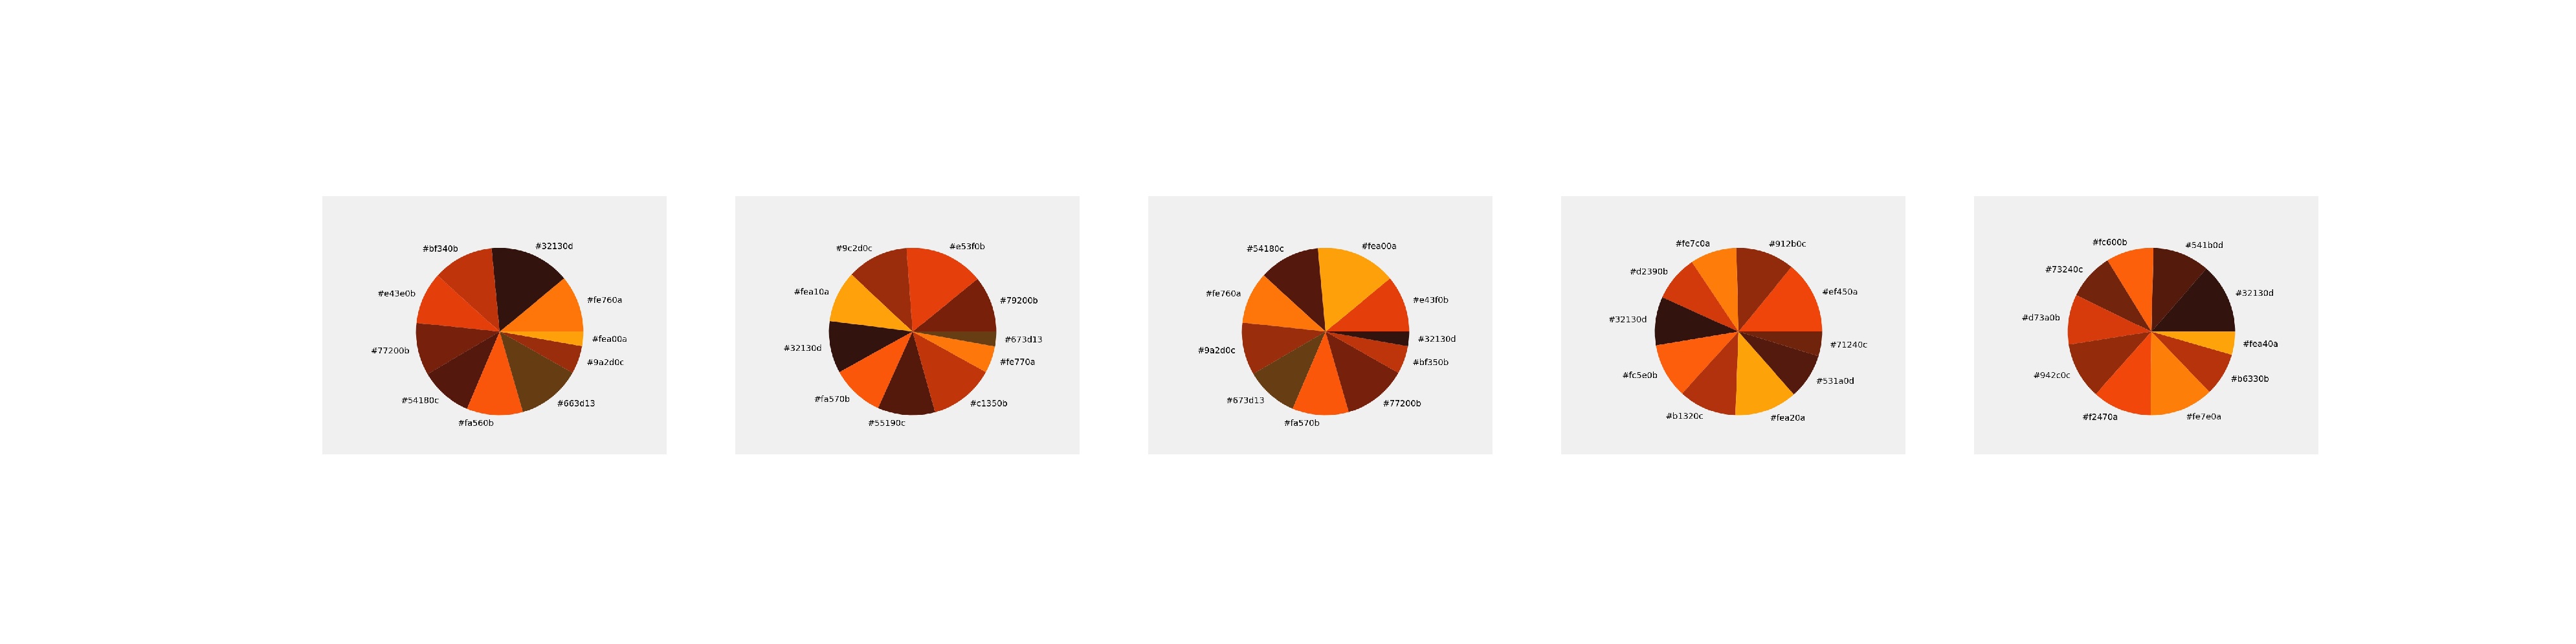 #bf340b
#32130d
#e43e0b
#fe760a
#77200b
#fea00a
#54180c
#9a2d0c
#fa560b
#663d13
#9c2d0c
#e53f0b
#fea10a
#79200b
#32130d
#673d13
#fa570b
#fe770a
#55190c
#c1350b
#54180c
#fea00a
#fe760a
#e43f0b
#9a2d0c
#32130d
#673d13
#bf350b
#fa570b
#77200b
#fe7c0a
#912b0c
#d2390b
#ef450a
#32130d
#71240c
#fc5e0b
#531a0d
#b1320c
#fea20a
#fc600b
#541b0d
#73240c
#32130d
#d73a0b
#fea40a
#942c0c
#b6330b
#f2470a
#fe7e0a